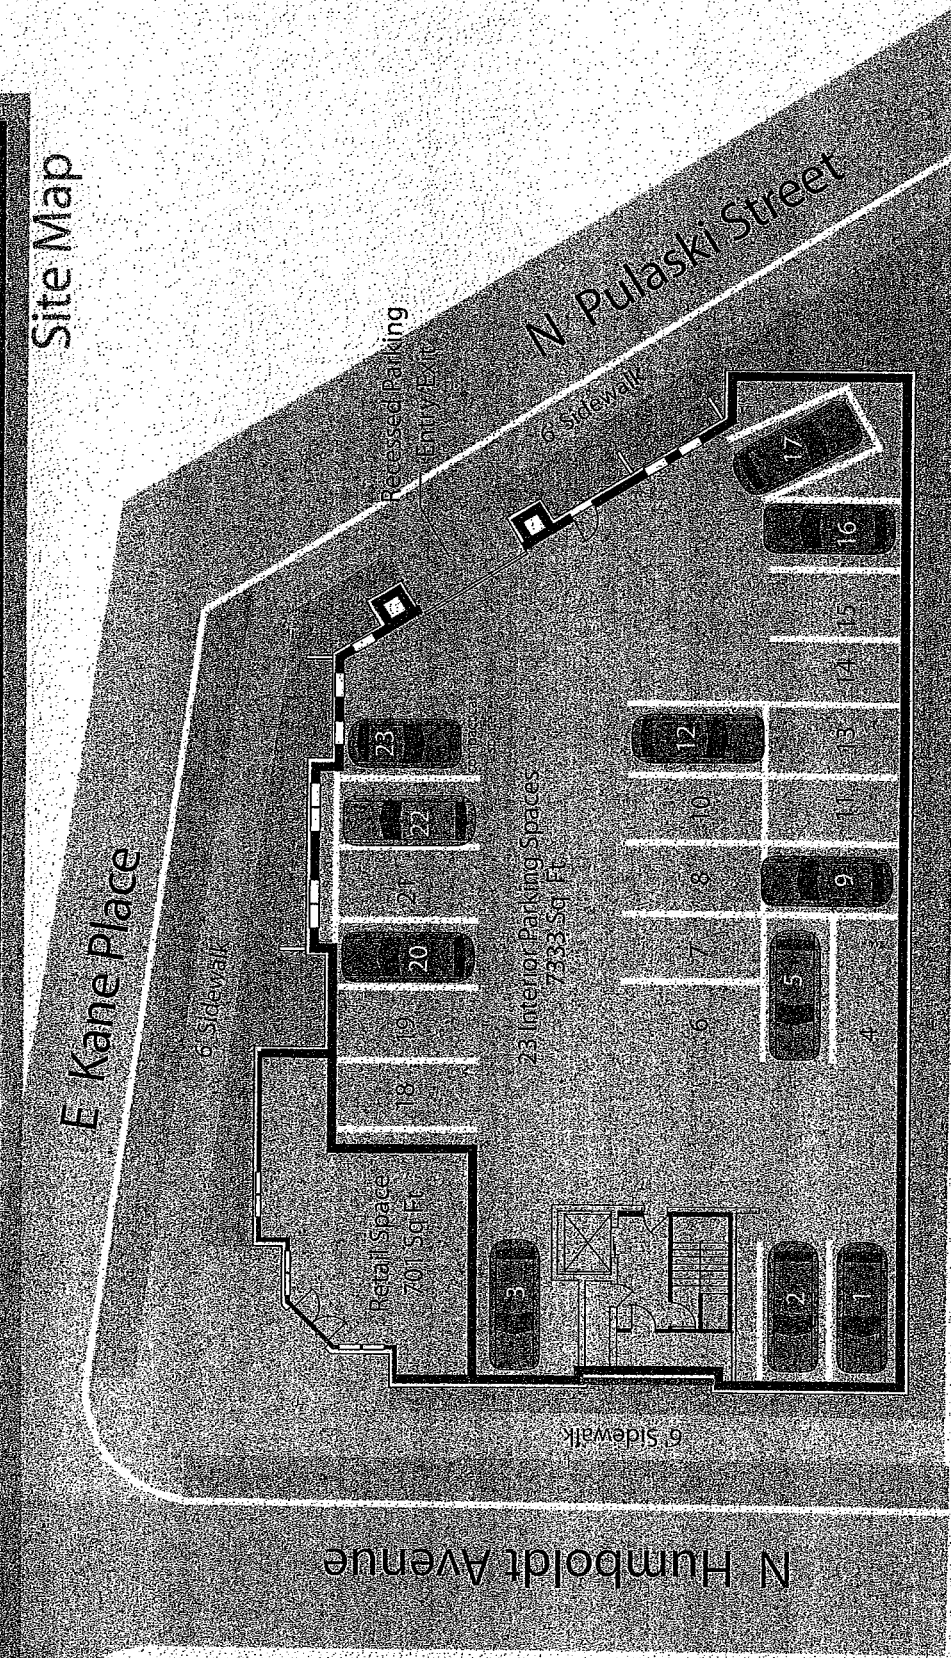 Site Map
E Kane Place
N Pulaski Street
N Humboldt Avenue
6' Sidewalk
6' Sidewalk
6' Sidewalk
Recessed Parking
Entry/Exit
23 Interior Parking Spaces
7333 Sq Ft
Retail Space
701 Sq Ft
1
2
3
4
5
6
7
8
9
10
11
12
13
14
15
16
17
18
19
20
21
22
23